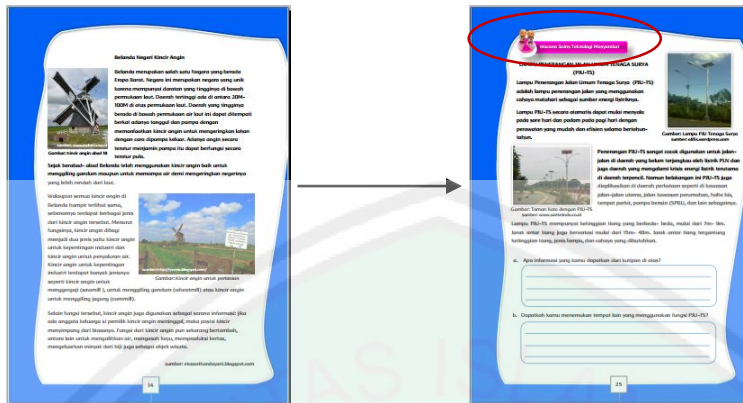 Belanda Negeri Kincir Angin
Belanda merupakan salah satu Negara yang berada
Eropa Barat. Negara ini merupakan negara yang unik
karena mempunyai daratan yang tingginya di bawah
permukaan laut. Daerah tertinggi ada di antara 20M-
100M di atas permukaan laut. Daerah yang tingginya
berada di bawah permukaan air laut ini dapat ditempati
berkat adanya tanggul dan pompa dengan
memanfaatkan kincir angin untuk mengeringkan lahan
dengan cara dipompa keluar. Adanya angin secara
teratur menjamin pompa itu dapat berfungsi secara
teratur pula.
Gambar: kincir angin abad 18
Sejak berabad-abad Belanda telah menggunakan kincir angin baik untuk
menggiling gandum maupun untuk memompa air demi mengeringkan negerinya
yang lebih rendah dari laut.
Walaupun semua kincir angin di
Belanda hampir terlihat sama,
sebenarnya terdapat berbagai jenis
dari kincir angin tersebut. Menurut
fungsinya, kincir angin dibagi
menjadi dua jenis yaitu kincir angin
untuk kepentingan industri dan
kincir angin untuk penyaluran air.
Kincir angin untuk kepentingan
industri terdapat banyak jenisnya
seperti kincir angin untuk
Gambar: Kincir angin untuk pertanian
menggergaji (sawmill), untuk menggiling gandum (wheatmill) atau kincir angin
untuk menggiling jagung (cornmill).
Selain fungsi tersebut, kincir angin juga digunakan sebagai sarana informasi: jika
ada anggota keluarga si pemilik kincir angin meninggal, maka posisi kincir
menyimpang dari biasanya. Fungsi dari kincir angin pun sekarang bertambah,
antara lain untuk mengalihkan air, mengasah kayu, memproduksi kertas,
mengeluarkan minyak dari biji juga sebagai objek wisata.
14
Wacana Sains Teknologi Masyarakat
LAMPU PENERANGAN JALAN UMUM TENAGA SURYA
(PJU-TS)
Lampu Penerangan Jalan Umum Tenaga Surya (PJU-TS)
adalah lampu penerangan jalan yang menggunakan
cahaya matahari sebagai sumber energi listriknya.
Lampu PJU-TS secara otomatis dapat mulai menyala
pada sore hari dan padam pada pagi hari dengan
perawatan yang mudah dan efisien selama bertahun-
tahun.
Gambar: Lampu PJU Tenaga Surya
Penerangan PJU-TS sangat cocok digunakan untuk jalan-
jalan di daerah yang belum terjangkau oleh listrik PLN dan
juga daerah yang mengalami krisis energi listrik terutama
di daerah terpencil. Namun belakangan ini PJU-TS juga
diaplikasikan di daerah perkotaan seperti di kawasan
jalan-jalan utama, jalan kawasan perumahan, halte bis,
tempat parkir, pompa bensin (SPBU), dan lain sebagainya.
Gambar: Taman Kota dengan PJU-TS
Lampu PJU-TS mempunyai ketinggian tiang yang berbeda- beda, mulai dari 7m- 9m.
Jarak antar tiang juga bervariasi mulai dari 15m- 40m. Jarak antar tiang tergantung
ketinggian tiang, jenis lampu, dan cahaya yang dibutuhkan.
a. Apa informasi yang kamu dapatkan dari kutipan di atas?
b. Dapatkah kamu menemukan tempat lain yang menggunakan fungsi PJU-TS?
25